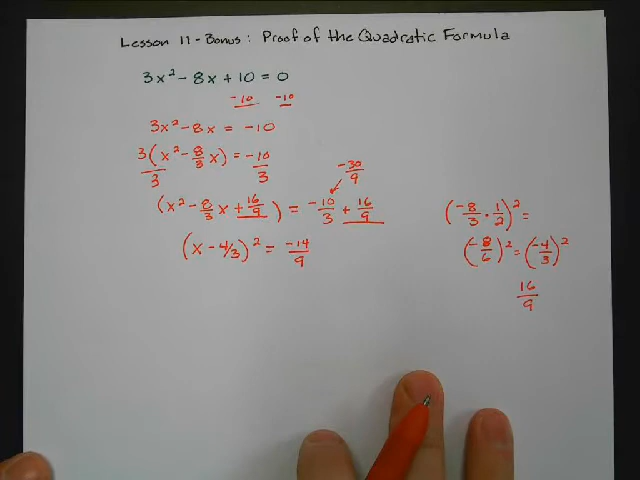 Lesson 11 - Bonus : Proof of the Quadratic Formula
3x² - 8x + 10 = 0
-10 -10
3x² - 8x = -10
3(x² - 8/3 x) = -10
3 3
-30/9
(x² - 8/3 x + 16/9 ) = -10/3 + 16/9
(x - 4/3)² = -14/9
(-8/3 · 1/2)² =
(-8/6)² = (-4/3)²
16/9